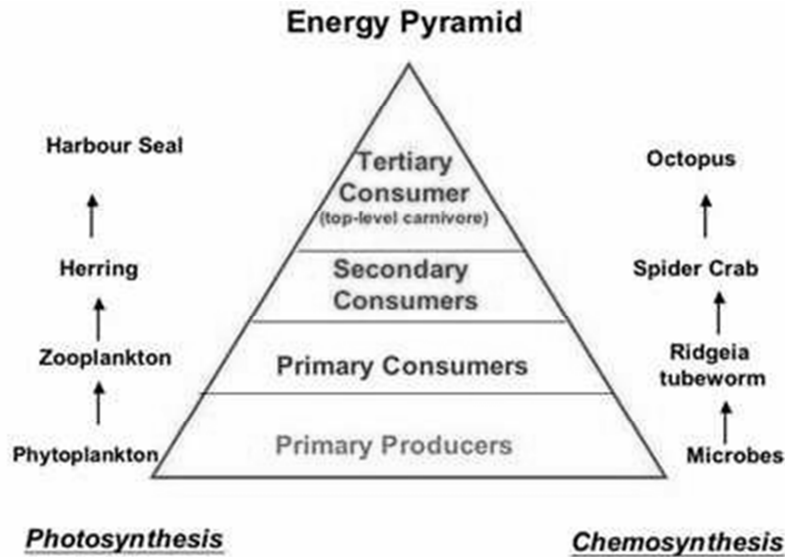 Energy Pyramid
Harbour Seal
Herring
Zooplankton
Phytoplankton
Photosynthesis
Tertiary
Consumer
(top-level carnivore)
Secondary
Consumers
Primary Consumers
Primary Producers
Octopus
Spider Crab
Ridgeia
tubeworm
Microbes
Chemosynthesis